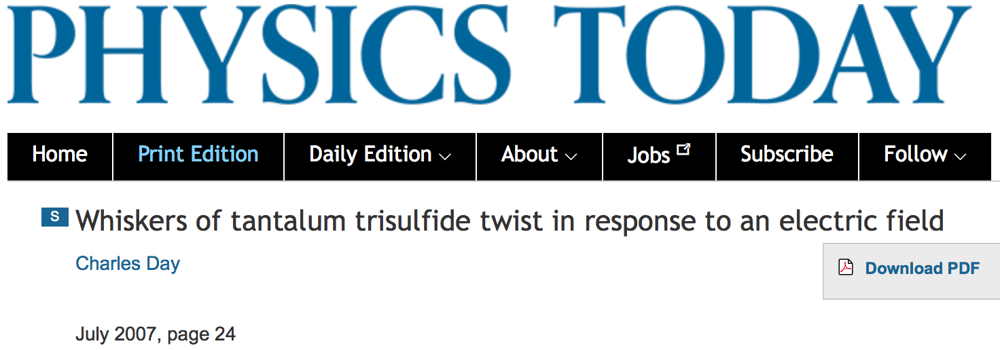 PHYSICS TODAY
Home Print Edition Daily Edition About Jobs Subscribe Follow
S Whiskers of tantalum trisulfide twist in response to an electric field
Charles Day
Download PDF
July 2007, page 24